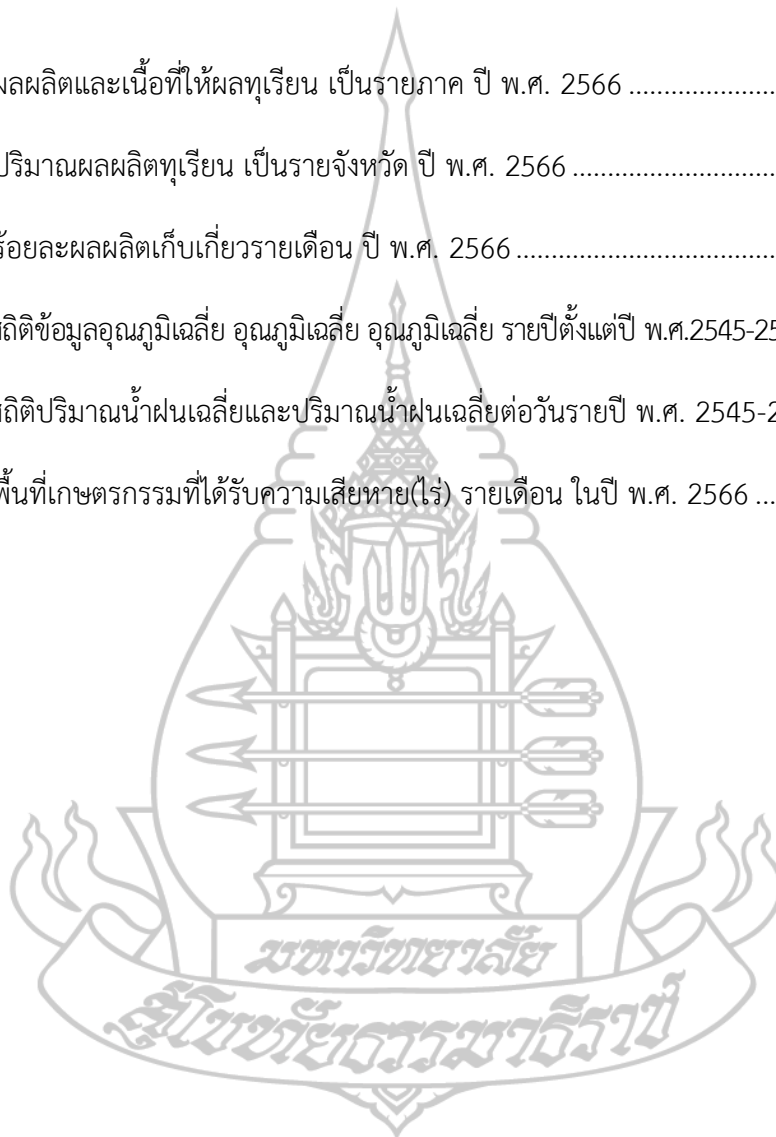 ผลผลิตและเนื้อที่ให้ผลทุเรียน เป็นรายภาค ปี พ.ศ. 2566 ......................
ปริมาณผลผลิตทุเรียน เป็นรายจังหวัด ปี พ.ศ. 2566 .............................
ร้อยละผลผลิตเก็บเกี่ยวรายเดือน ปี พ.ศ. 2566 .....................................
สถิติข้อมูลอุณภูมิเฉลี่ย อุณภูมิเฉลี่ย อุณภูมิเฉลี่ย รายปีตั้งแต่ปี พ.ศ.2545-25
สถิติปริมาณน้ำฝนเฉลี่ยและปริมาณน้ำฝนเฉลี่ยต่อวันรายปี พ.ศ. 2545-2
พื้นที่เกษตรกรรมที่ได้รับความเสียหาย(ไร่) รายเดือน ในปี พ.ศ. 2566 ...
มหาวิทยาลัย
สุโขทัยธรรมาธิราช